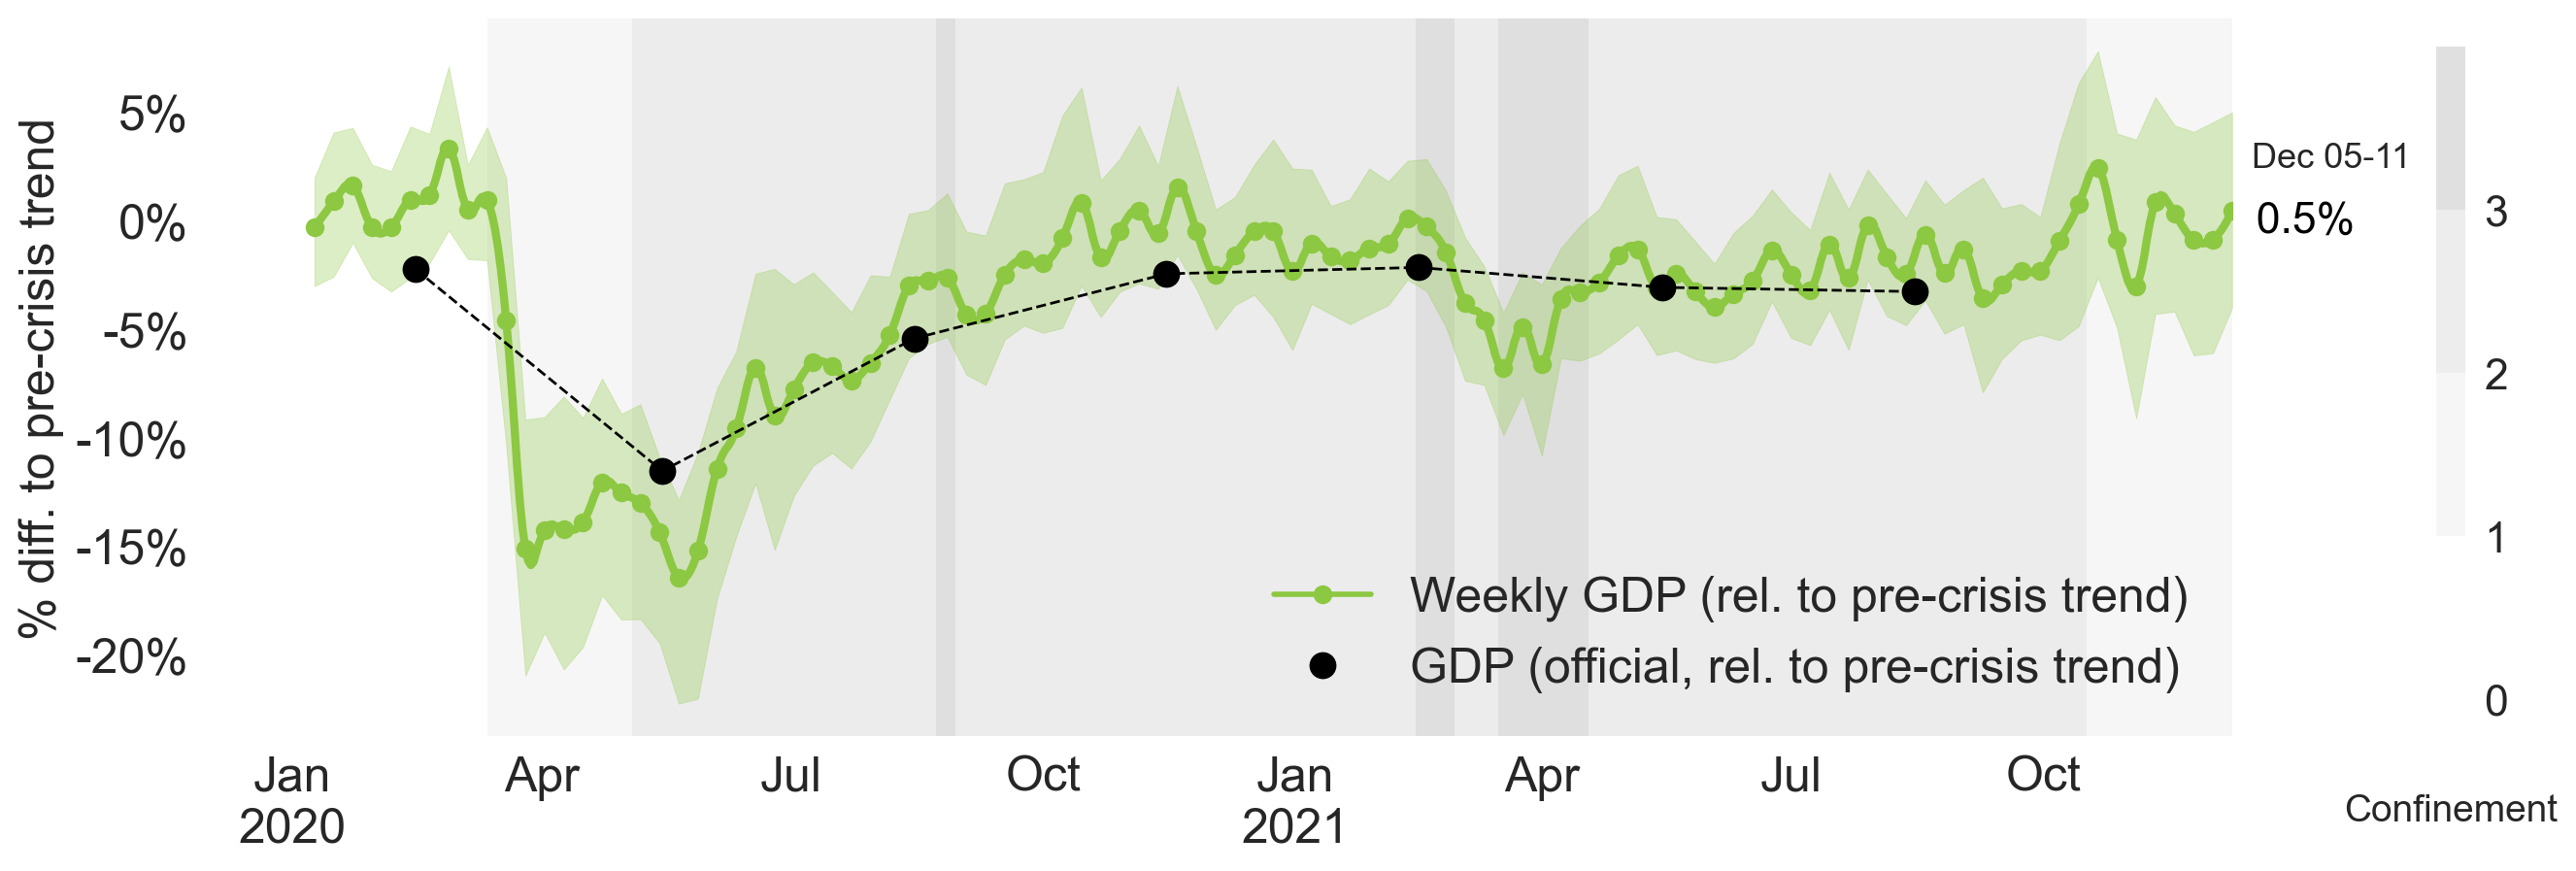 % diff. to pre-crisis trend
5%
0%
-5%
-10%
-15%
-20%
Jan
2020
Apr
Jul
Oct
Jan
2021
Apr
Jul
Oct
Weekly GDP (rel. to pre-crisis trend)
GDP (official, rel. to pre-crisis trend)
Dec 05-11
0.5%
3
2
1
0
Confinement